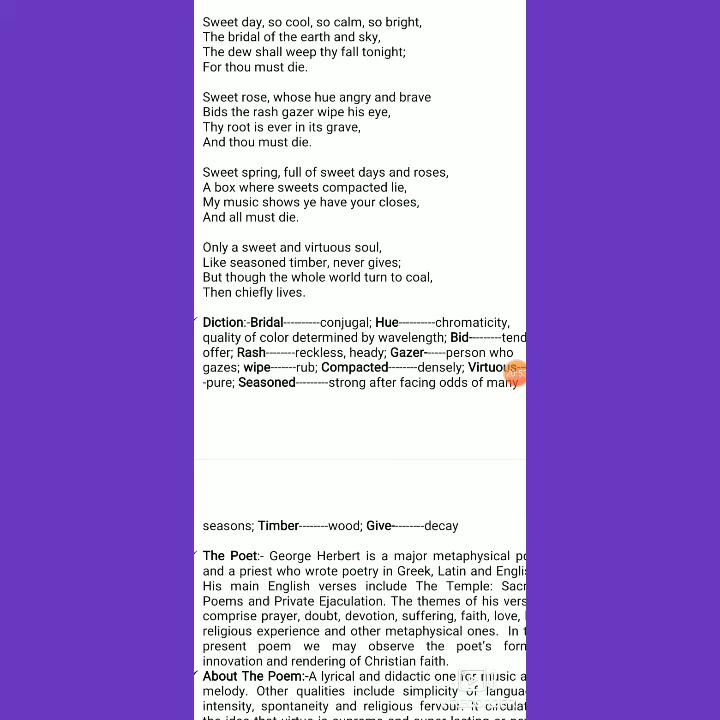 Sweet day, so cool, so calm, so bright,
The bridal of the earth and sky,
The dew shall weep thy fall tonight;
For thou must die.
Sweet rose, whose hue angry and brave
Bids the rash gazer wipe his eye,
Thy root is ever in its grave,
And thou must die.
Sweet spring, full of sweet days and roses,
A box where sweets compacted lie,
My music shows ye have your closes,
And all must die.
Only a sweet and virtuous soul,
Like seasoned timber, never gives;
But though the whole world turn to coal,
Then chiefly lives.
Diction:-Bridal----------conjugal; Hue----------chromaticity,
quality of color determined by wavelength; Bid---------tend
offer; Rash--------reckless, heady; Gazer------person who
gazes; wipe-------rub; Compacted--------densely; Virtuous---
-pure; Seasoned---------strong after facing odds of many
seasons; Timber--------wood; Give---------decay
The Poet:- George Herbert is a major metaphysical
and a priest who wrote poetry in Greek, Latin and
His main English verses include The Temple:
Poems and Private Ejaculation. The themes of his
comprise prayer, doubt, devotion, suffering, faith, love,
religious experience and other metaphysical ones. In
present poem we may observe the poet's
innovation and rendering of Christian faith.
About The Poem:-A lyrical and didactic one for music
melody. Other qualities include simplicity of
intensity, spontaneity and religious fervour. It
the idea that virtue is supreme and